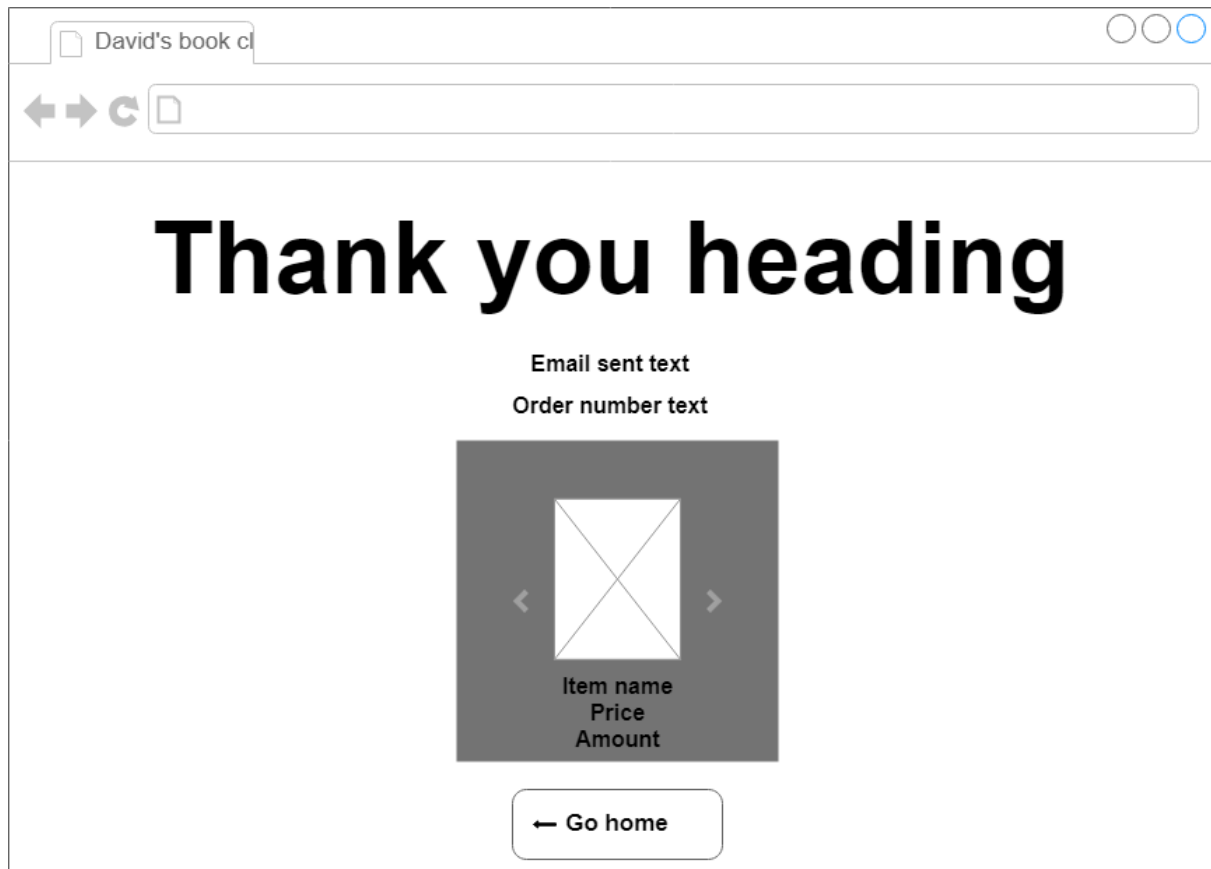 David's book cl
Thank you heading
Email sent text
Order number text
Item name
Price
Amount
Go home